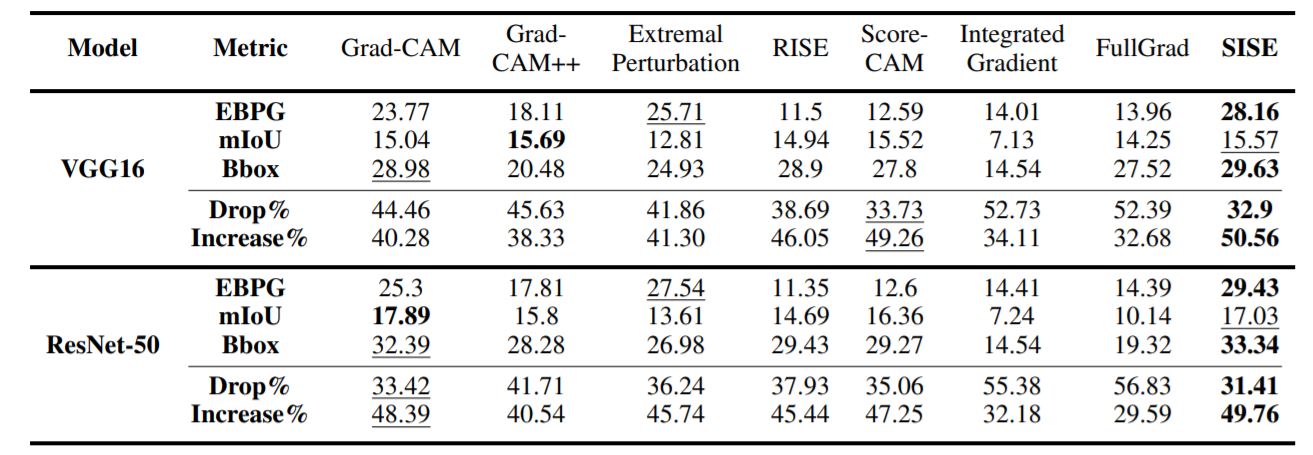 Model Metric Grad-CAM Grad-CAM++ Extremal Perturbation RISE Score-CAM Integrated Gradient FullGrad SISE
EBPG 23.77 18.11 25.71 11.5 12.59 14.01 13.96 28.16
mIoU 15.04 15.69 12.81 14.94 15.52 7.13 14.25 15.57
VGG16 Bbox 28.98 20.48 24.93 28.9 27.8 14.54 27.52 29.63
Drop% 44.46 45.63 41.86 38.69 33.73 52.73 52.39 32.9
Increase% 40.28 38.33 41.30 46.05 49.26 34.11 32.68 50.56
EBPG 25.3 17.81 27.54 11.35 12.6 14.41 14.39 29.43
mIoU 17.89 15.8 13.61 14.69 16.36 7.24 10.14 17.03
ResNet-50 Bbox 32.39 28.28 26.98 29.43 29.27 14.54 19.32 33.34
Drop% 33.42 41.71 36.24 37.93 35.06 55.38 56.83 31.41
Increase% 48.39 40.54 45.74 45.44 47.25 32.18 29.59 49.76